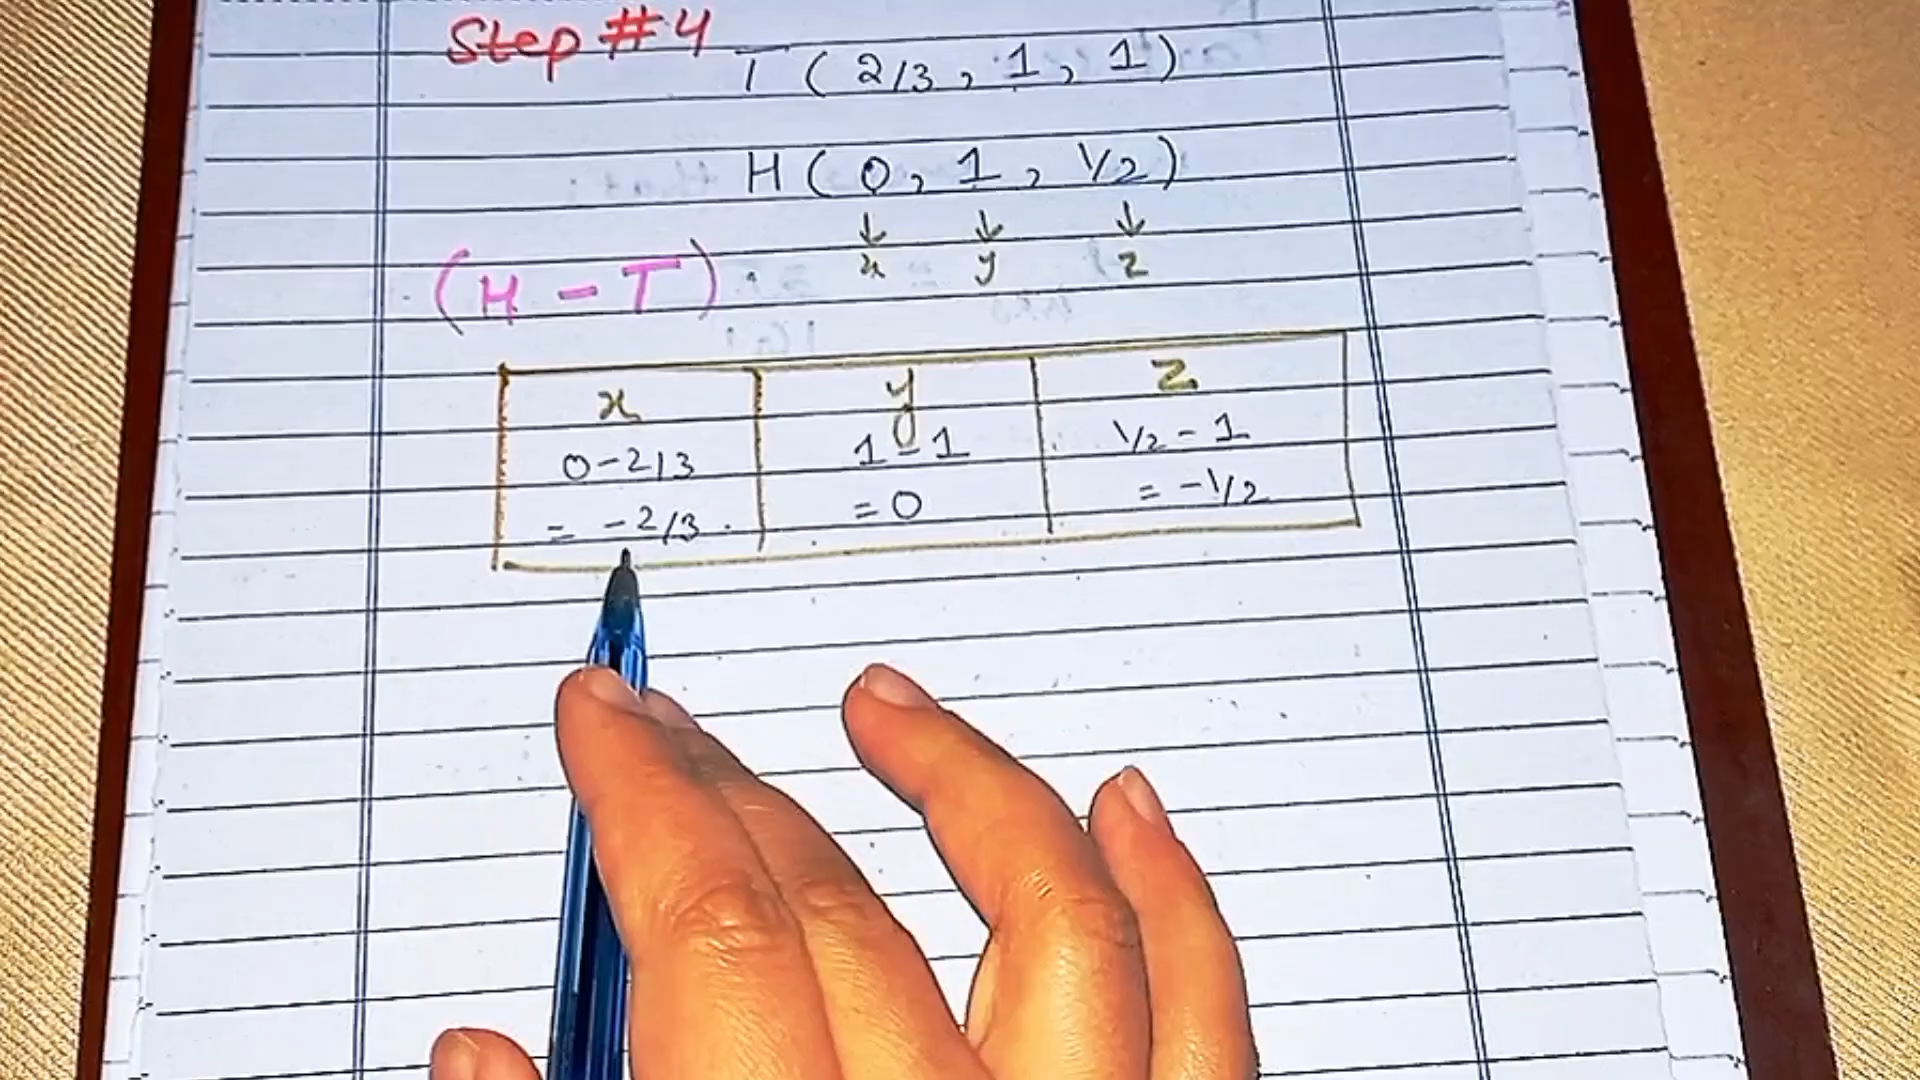 Step #4
T ( 2/3 , 1 , 1 )
H ( 0 , 1 , 1/2 )
↓ ↓ ↓
x y z
(H - T)
x y z
0-2/3 1-1 1/2 - 1
= -2/3 = 0 = -1/2